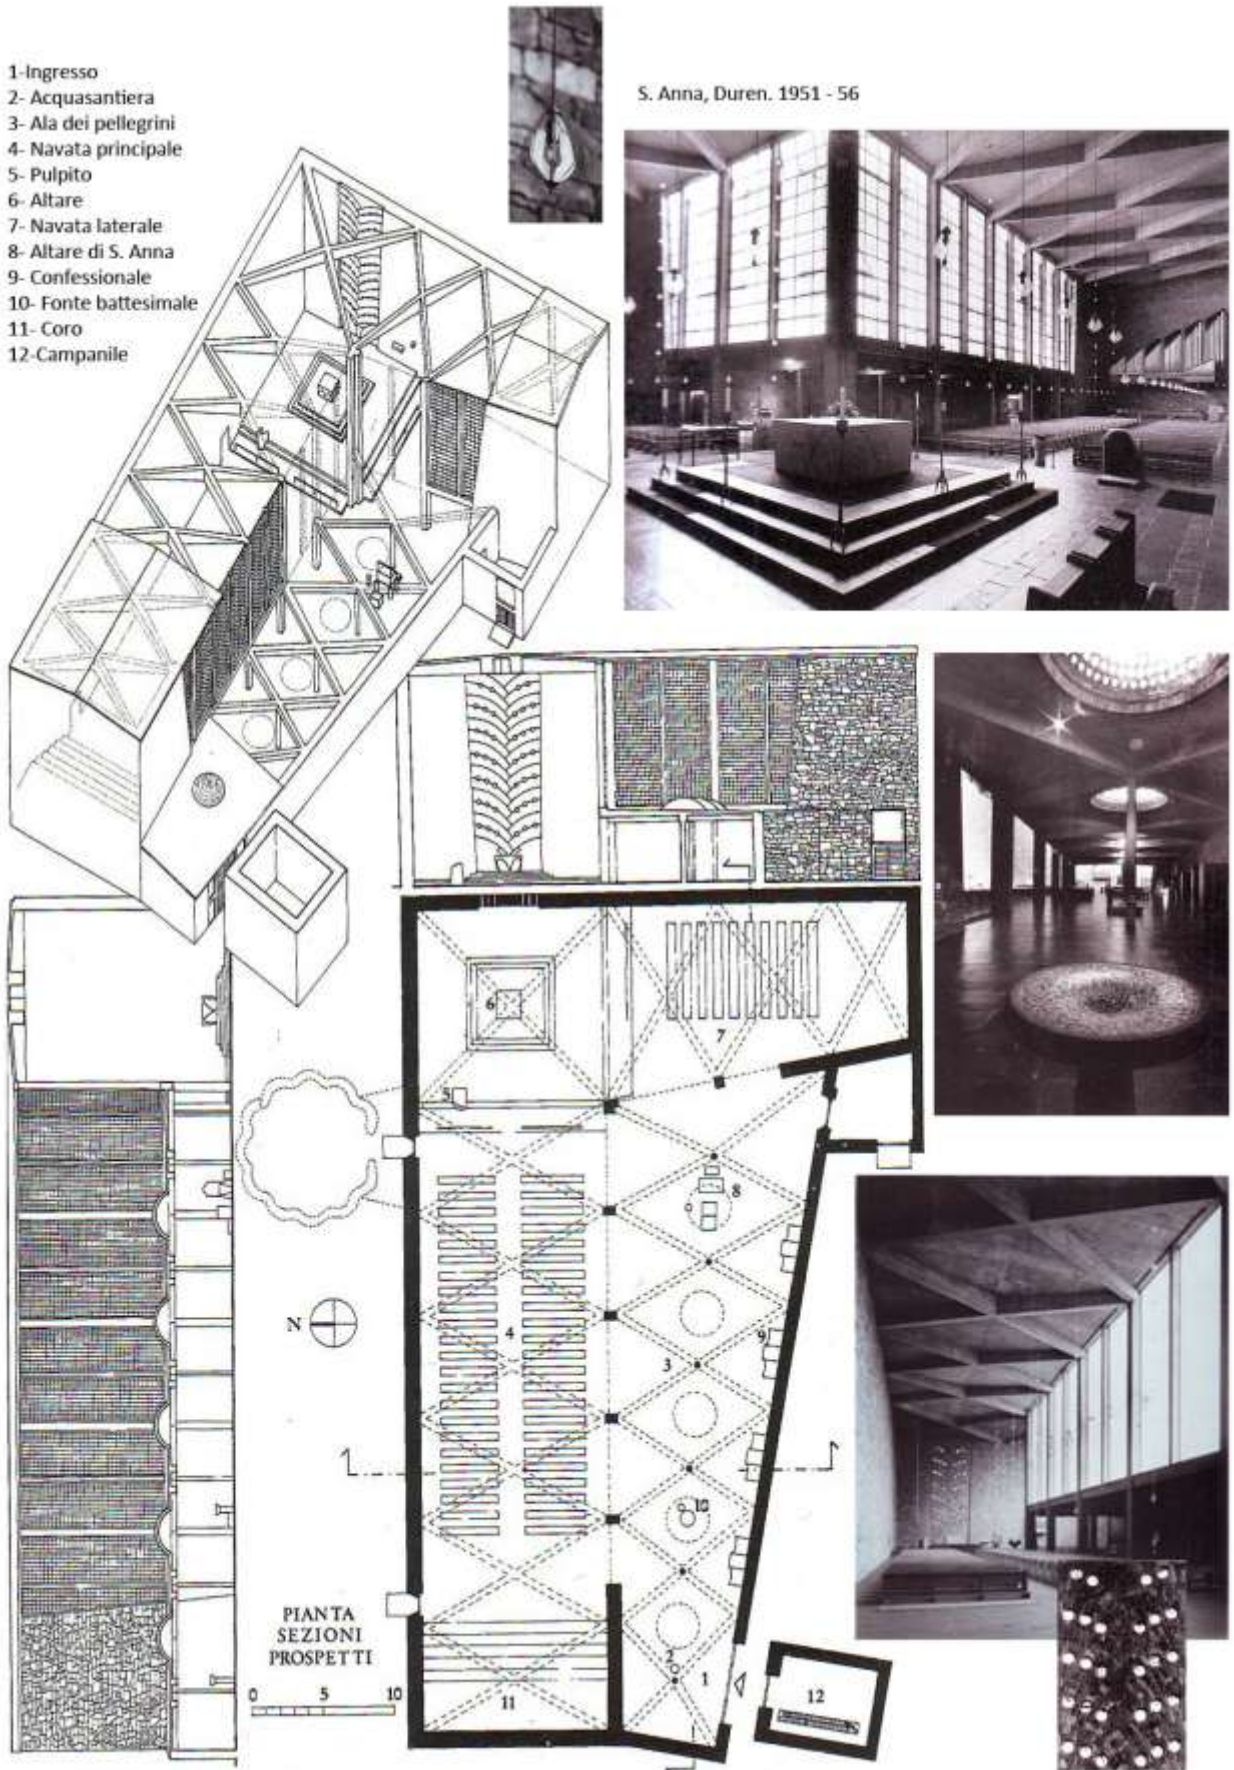 1-Ingresso
2- Acquasantiera
3- Ala dei pellegrini
4- Navata principale
5- Pulpito
6- Altare
7- Navata laterale
8- Altare di S. Anna
9- Confessionale
10- Fonte battesimale
11- Coro
12-Campanile
S. Anna, Duren. 1951 - 56
6
7
5
8
N
4
9
3
10
PIANTA
SEZIONI
PROSPETTI
0 5 10
2
1
11
12